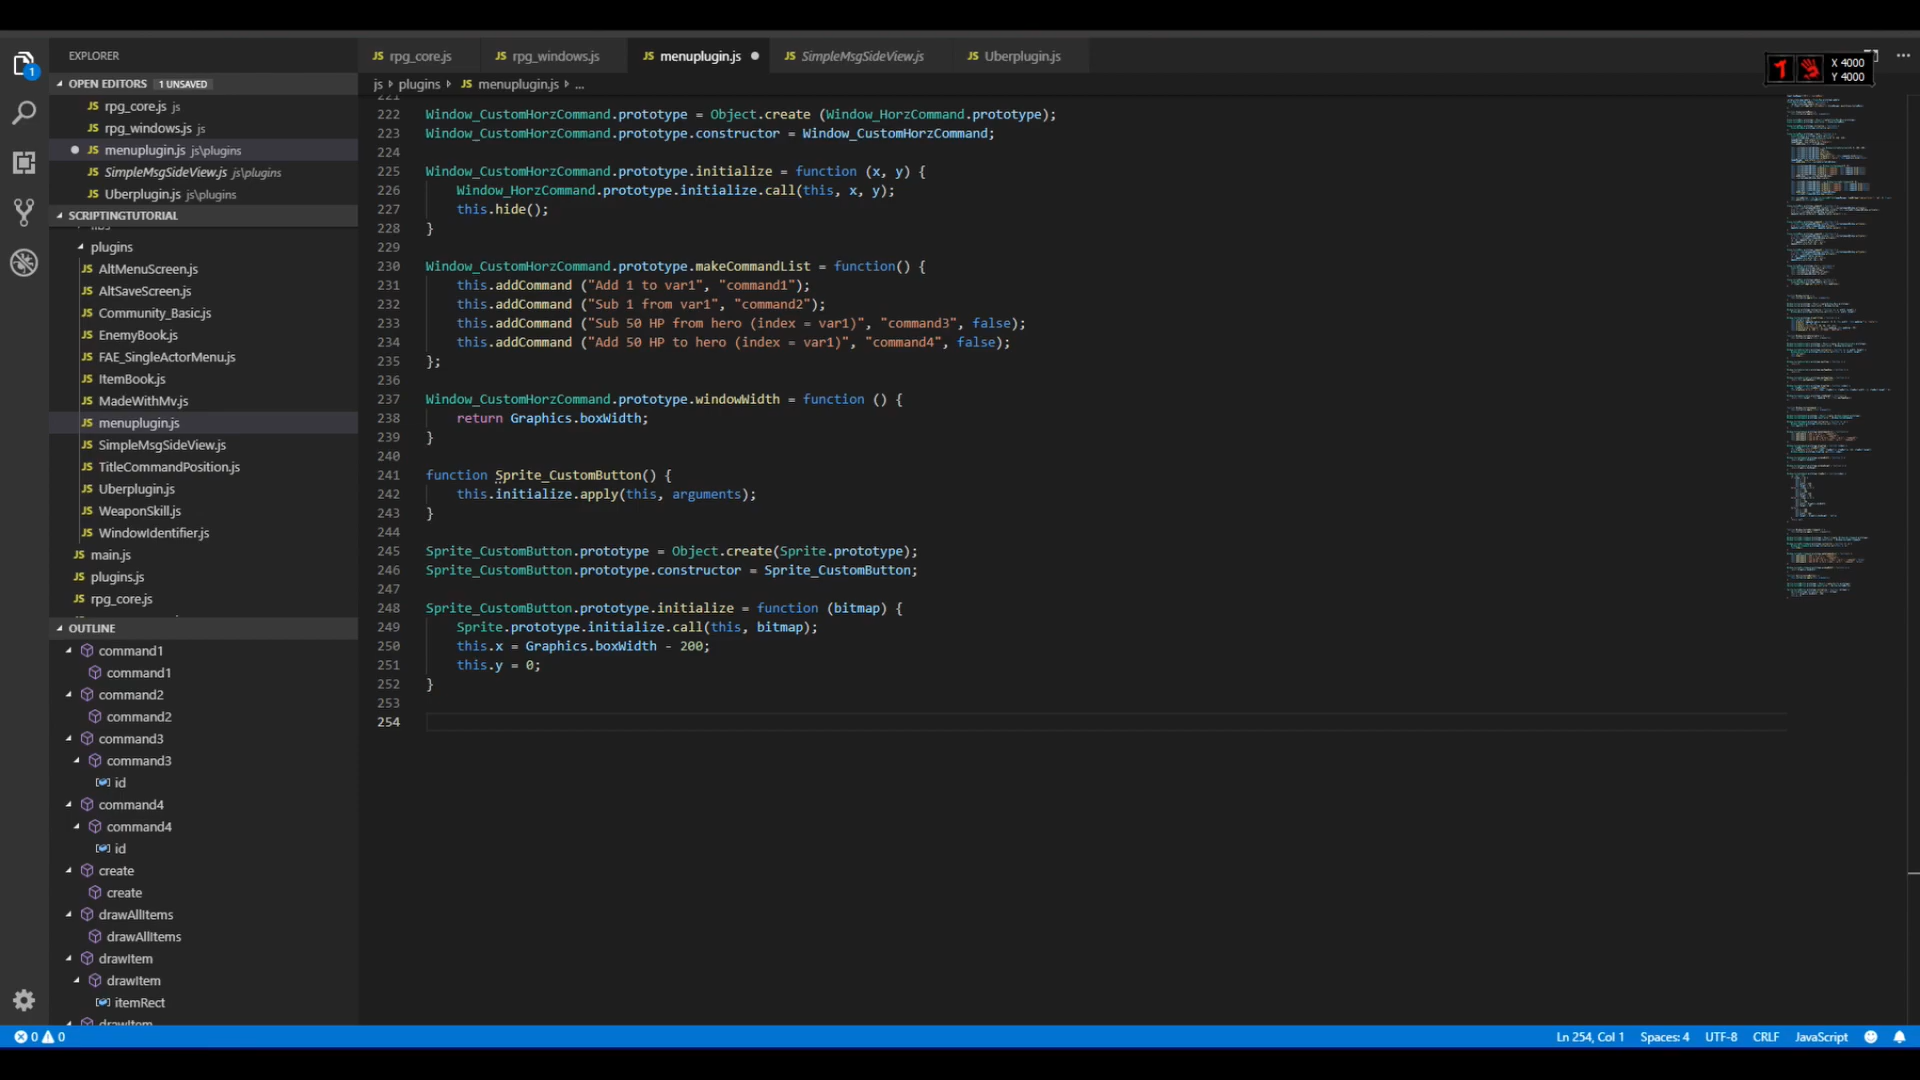 EXPLORER
OPEN EDITORS 1 UNSAVED
JS rpg_core.js js
JS rpg_windows.js js
JS menuplugin.js js\plugins
JS SimpleMsgSideView.js js\plugins
JS Uberplugin.js js\plugins
SCRIPTINGTUTORIAL
libs
plugins
JS AltMenuScreen.js
JS AltSaveScreen.js
JS Community_Basic.js
JS EnemyBook.js
JS FAE_SingleActorMenu.js
JS ItemBook.js
JS MadeWithMv.js
JS menuplugin.js
JS SimpleMsgSideView.js
JS TitleCommandPosition.js
JS Uberplugin.js
JS WeaponSkill.js
JS WindowIdentifier.js
JS main.js
JS plugins.js
JS rpg_core.js
OUTLINE
command1
command1
command2
command2
command3
command3
id
command4
command4
id
create
create
drawAllItems
drawAllItems
drawItem
drawItem
itemRect
drawItem
JS rpg_core.js JS rpg_windows.js JS menuplugin.js JS SimpleMsgSideView.js JS Uberplugin.js
X 4000
Y 4000
js plugins JS menuplugin.js ...
221
222 Window_CustomHorzCommand.prototype = Object.create (Window_HorzCommand.prototype);
223 Window_CustomHorzCommand.prototype.constructor = Window_CustomHorzCommand;
224
225 Window_CustomHorzCommand.prototype.initialize = function (x, y) {
226 Window_HorzCommand.prototype.initialize.call(this, x, y);
227 this.hide();
228 }
229
230 Window_CustomHorzCommand.prototype.makeCommandList = function() {
231 this.addCommand ("Add 1 to var1", "command1");
232 this.addCommand ("Sub 1 from var1", "command2");
233 this.addCommand ("Sub 50 HP from hero (index = var1)", "command3", false);
234 this.addCommand ("Add 50 HP to hero (index = var1)", "command4", false);
235 };
236
237 Window_CustomHorzCommand.prototype.windowWidth = function () {
238 return Graphics.boxWidth;
239 }
240
241 function Sprite_CustomButton() {
242 this.initialize.apply(this, arguments);
243 }
244
245 Sprite_CustomButton.prototype = Object.create(Sprite.prototype);
246 Sprite_CustomButton.prototype.constructor = Sprite_CustomButton;
247
248 Sprite_CustomButton.prototype.initialize = function (bitmap) {
249 Sprite.prototype.initialize.call(this, bitmap);
250 this.x = Graphics.boxWidth - 200;
251 this.y = 0;
252 }
253
254
1
0 0
Ln 254, Col 1 Spaces: 4 UTF-8 CRLF JavaScript